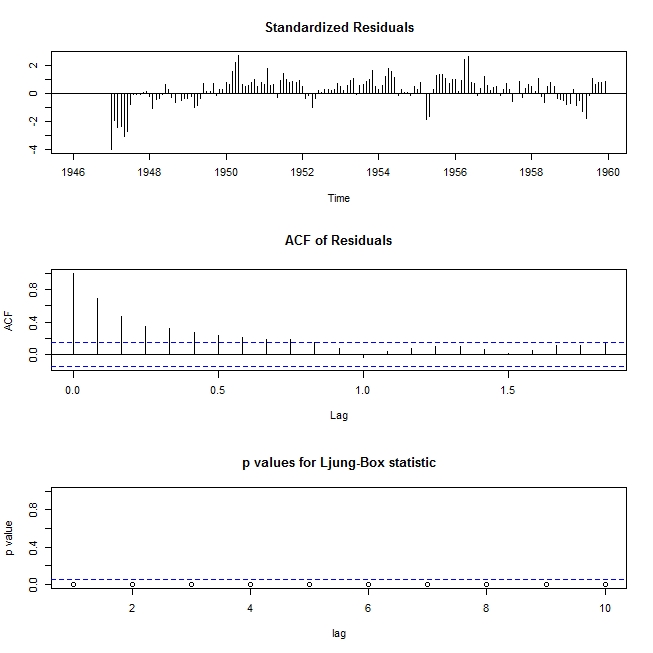 Standardized Residuals
2
0
-2
-4
1946 1948 1950 1952 1954 1956 1958 1960
Time
ACF of Residuals
ACF
0.8
0.4
0.0
0.0 0.5 1.0 1.5
Lag
p values for Ljung-Box statistic
p value
0.8
0.4
0.0
2 4 6 8 10
lag